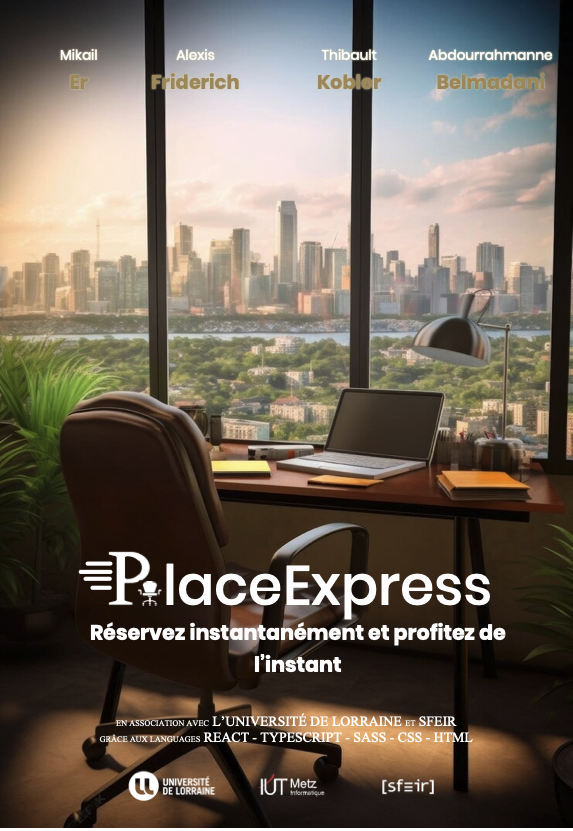 Mikail Alexis Thibault Abdourrahmanne
Er Friderich Kobler Belmadani
PlaceExpress
Réservez instantanément et profitez de
l'instant
EN ASSOCIATION AVEC L'UNIVERSITÉ DE LORRAINE ET SFEIR
GRÂCE AUX LANGUAGES REACT - TYPESCRIPT - SASS - CSS - HTML
UNIVERSITÉ
DE LORRAINE
IUT Metz
Informatique
[sfeir]